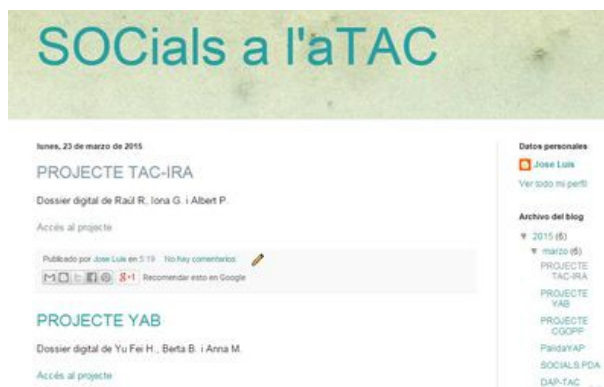 SOCials a l'aTAC
lunes, 23 de marzo de 2015
PROJECTE TAC-IRA
Dossier digital de Raúl R, Iona G. i Albert P.
Accés al projecte
Publicado por Jose Luis en 5:19 No hay comentarios:
g+1 Recomendar esto en Google
PROJECTE YAB
Dossier digital de Yu Fei H., Berta B. i Anna M.
Accés al projecte
Datos personales
Jose Luis
Ver todo mi perfil
Archivo del blog
▼ 2015 (6)
▼ marzo (6)
PROJECTE
TAC-IRA
PROJECTE
YAB
PROJECTE
CGOPP
PaidaYAP
SOCIALS.PDA
DAP-TAC